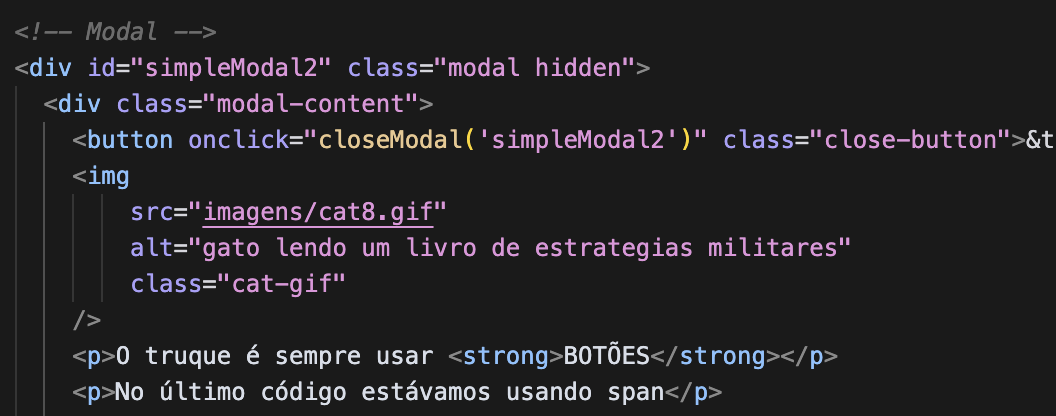 <!-- Modal -->
<div id="simpleModal2" class="modal hidden">
<div class="modal-content">
<button onclick="closeModal('simpleModal2')" class="close-button">&t
<img
src="imagens/cat8.gif"
alt="gato lendo um livro de estrategias militares"
class="cat-gif"
/>
<p>O truque é sempre usar <strong>BOTÕES</strong></p>
<p>No último código estávamos usando span</p>